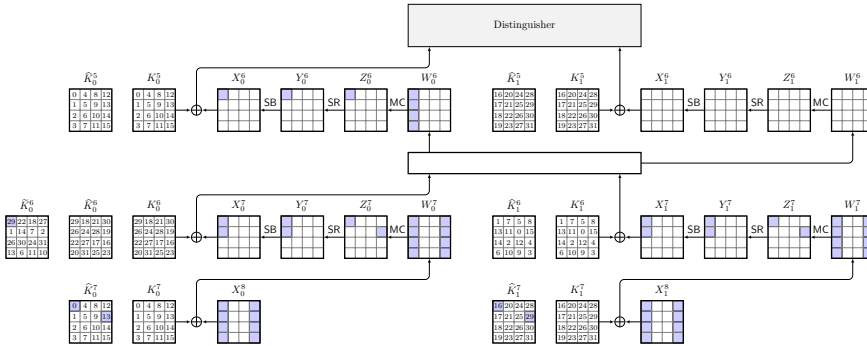 Distinguisher
K̂₀⁵ K₀⁵ X₀⁶ Y₀⁶ Z₀⁶ W₀⁶ K̂₁⁵ K₁⁵ X₁⁶ Y₁⁶ Z₁⁶ W₁⁶
0 4 8 12 0 4 8 12 16 20 24 28 16 20 24 28
1 5 9 13 1 5 9 13 SB SR MC 17 21 25 29 17 21 25 29 SB SR MC
2 6 10 14 2 6 10 14 18 22 26 30 18 22 26 30
3 7 11 15 3 7 11 15 19 23 27 31 19 23 27 31
K̃₀⁶ K̂₀⁶ K₀⁶ X₀⁷ Y₀⁷ Z₀⁷ W₀⁷ K̂₁⁶ K₁⁶ X₁⁷ Y₁⁷ Z₁⁷ W₁⁷
29 22 18 27 29 18 21 30 29 18 21 30 1 7 5 8 1 7 5 8
1 14 7 2 26 24 28 19 26 24 28 19 SB SR MC 13 11 0 15 13 11 0 15 SB SR MC
26 30 24 31 22 27 17 16 22 27 17 16 14 2 12 4 14 2 12 4
13 6 11 10 20 31 25 23 20 31 25 23 6 10 9 3 6 10 9 3
K̂₀⁷ K₀⁷ X₀⁸ K̂₁⁷ K₁⁷ X₁⁸
0 4 8 12 0 4 8 12 16 20 24 28 16 20 24 28
1 5 9 13 1 5 9 13 17 21 25 29 17 21 25 29
2 6 10 14 2 6 10 14 18 22 26 30 18 22 26 30
3 7 11 15 3 7 11 15 19 23 27 31 19 23 27 31